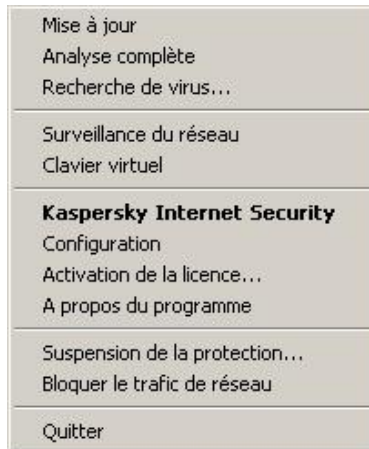 Mise à jour
Analyse complète
Recherche de virus...
Surveillance du réseau
Clavier virtuel
Kaspersky Internet Security
Configuration
Activation de la licence...
A propos du programme
Suspension de la protection...
Bloquer le trafic de réseau
Quitter